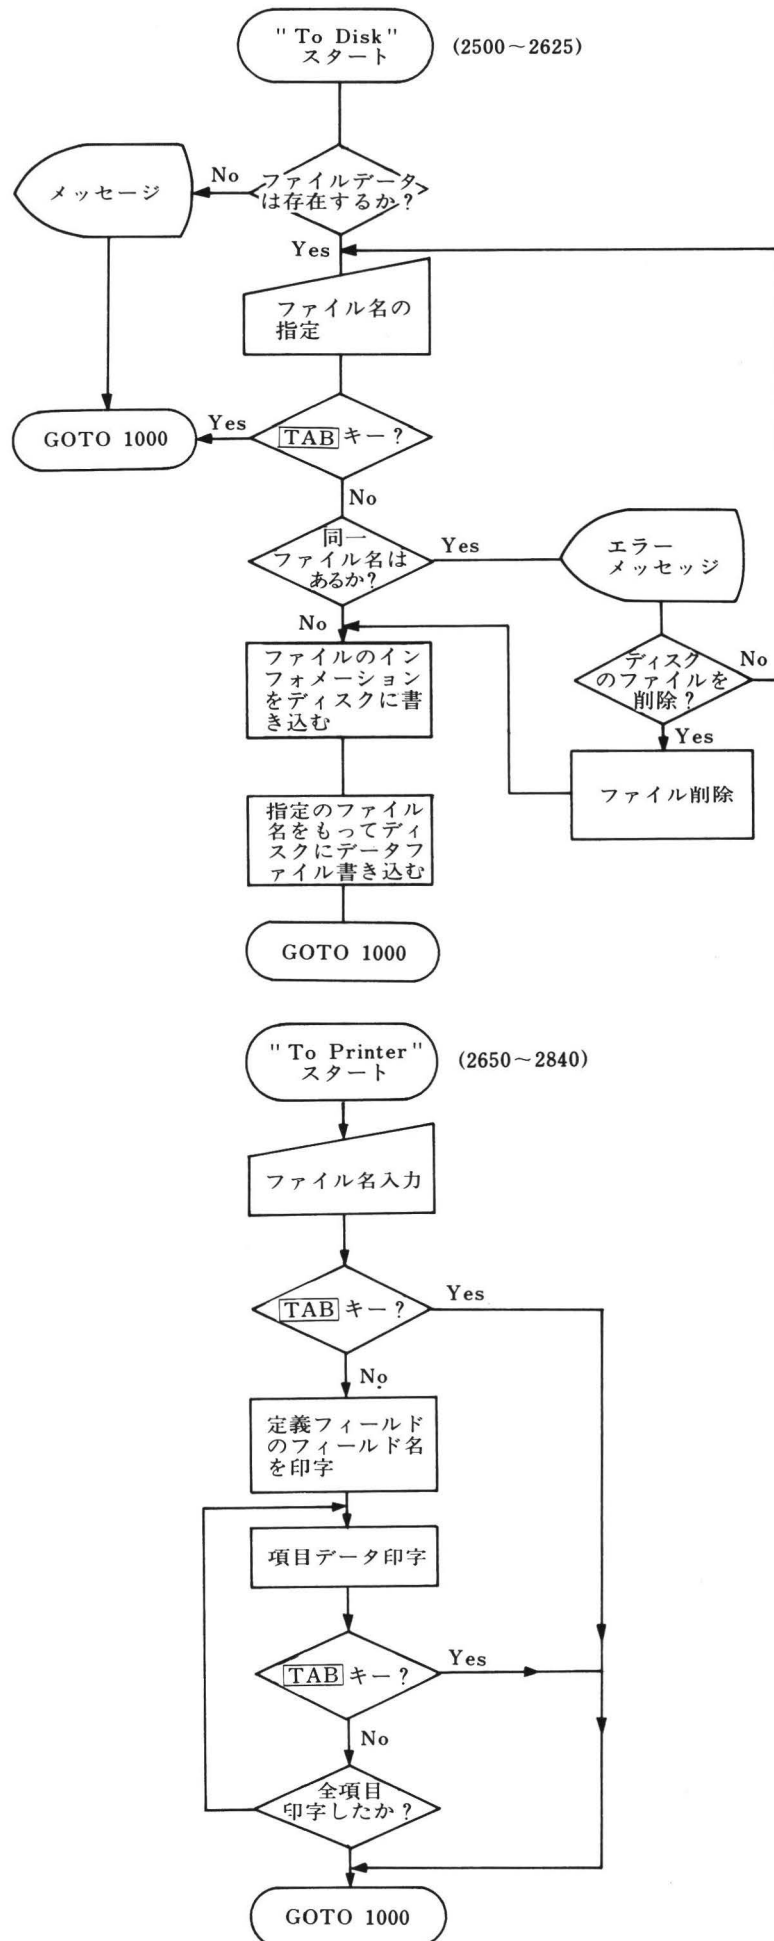 "To Disk"
スタート
(2500～2625)
No
ファイルデータ
は存在するか？
メッセージ
Yes
ファイル名の
指定
GOTO 1000
Yes
TAB キー？
No
同一
ファイル名は
あるか？
Yes
エラー
メッセッジ
No
ファイルのイン
フォメーション
をディスクに書
き込む
ディスク
のファイルを
削除？
No
Yes
ファイル削除
指定のファイル
名をもってディ
スクにデータフ
ァイル書き込む
GOTO 1000
"To Printer"
スタート
(2650～2840)
ファイル名入力
TAB キー？
Yes
No
定義フィールド
のフィールド名
を印字
項目データ印字
TAB キー？
Yes
No
全項目
印字したか？
GOTO 1000